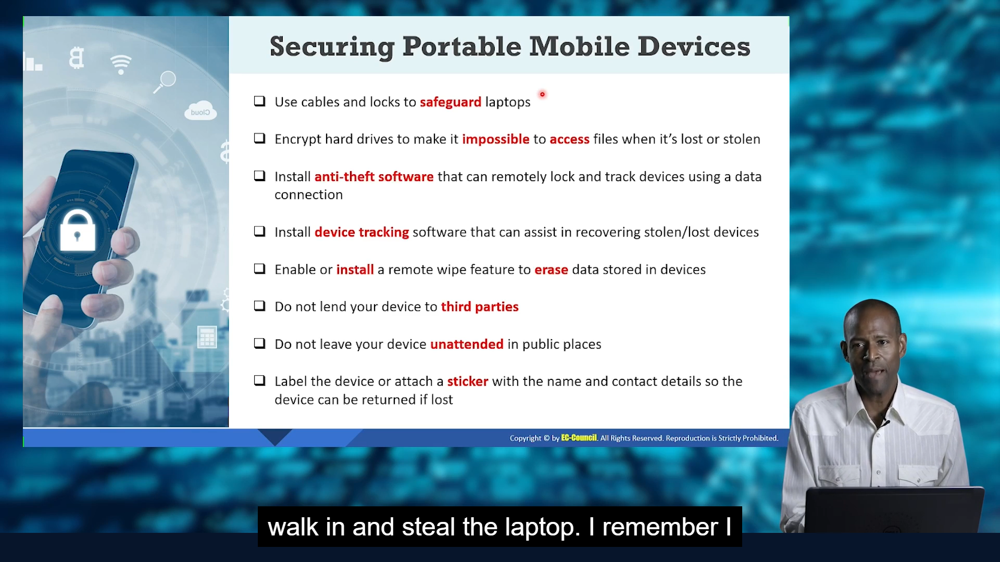 Securing Portable Mobile Devices
Use cables and locks to safeguard laptops
Encrypt hard drives to make it impossible to access files when it’s lost or stolen
Install anti-theft software that can remotely lock and track devices using a data
connection
Install device tracking software that can assist in recovering stolen/lost devices
Enable or install a remote wipe feature to erase data stored in devices
Do not lend your device to third parties
Do not leave your device unattended in public places
Label the device or attach a sticker with the name and contact details so the
device can be returned if lost
Cloud
Copyright © by EC-Council. All Rights Reserved. Reproduction is Strictly Prohibited.
walk in and steal the laptop. I remember I